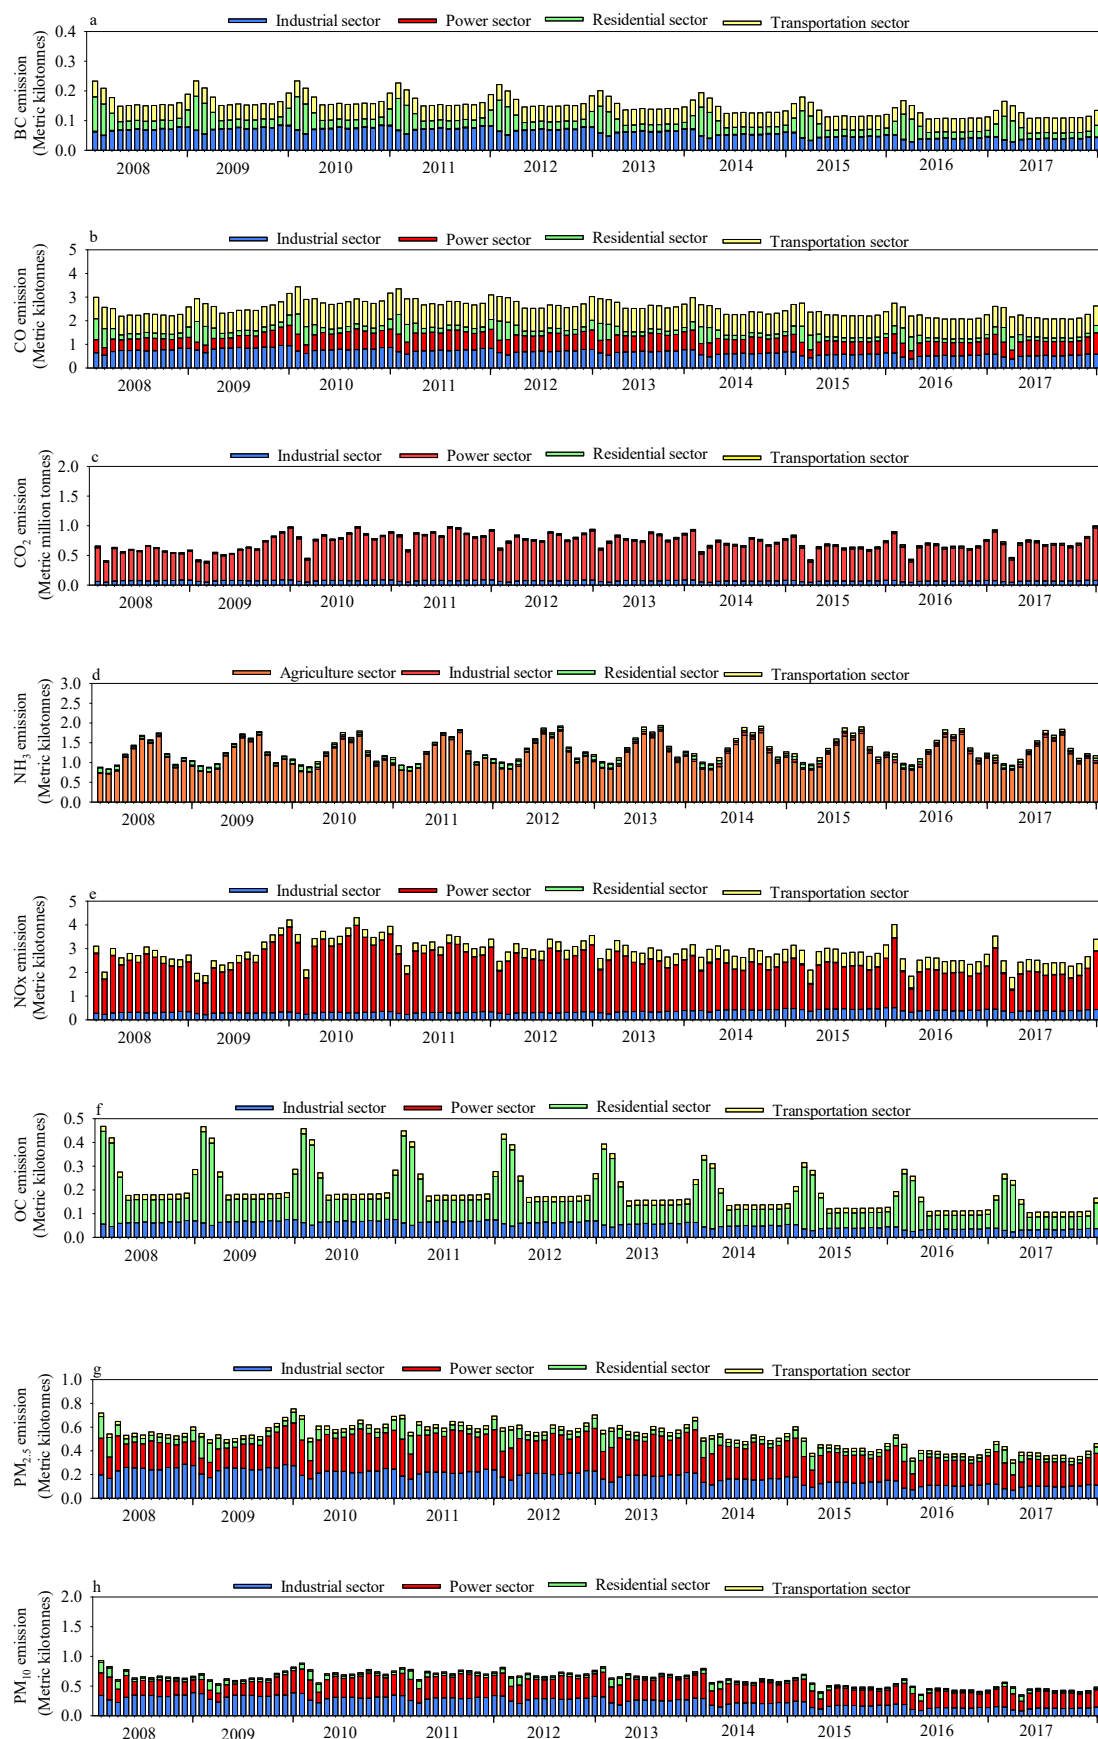 a
Industrial sector Power sector Residential sector Transportation sector
BC emission
(Metric kilotonnes)
0.4
0.3
0.2
0.1
0.0
2008 2009 2010 2011 2012 2013 2014 2015 2016 2017
b
Industrial sector Power sector Residential sector Transportation sector
CO emission
(Metric kilotonnes)
5
4
3
2
1
0
2008 2009 2010 2011 2012 2013 2014 2015 2016 2017
c
Industrial sector Power sector Residential sector Transportation sector
CO₂ emission
(Metric million tonnes)
2.0
1.5
1.0
0.5
0.0
2008 2009 2010 2011 2012 2013 2014 2015 2016 2017
d
Agriculture sector Industrial sector Residential sector Transportation sector
NH₃ emission
(Metric kilotonnes)
3.0
2.5
2.0
1.5
1.0
0.5
0.0
2008 2009 2010 2011 2012 2013 2014 2015 2016 2017
e
Industrial sector Power sector Residential sector Transportation sector
NOx emission
(Metric kilotonnes)
5
4
3
2
1
0
2008 2009 2010 2011 2012 2013 2014 2015 2016 2017
f
Industrial sector Power sector Residential sector Transportation sector
OC emission
(Metric kilotonnes)
0.5
0.4
0.3
0.2
0.1
0.0
2008 2009 2010 2011 2012 2013 2014 2015 2016 2017
g
Industrial sector Power sector Residential sector Transportation sector
PM₂.₅ emission
(Metric kilotonnes)
1.0
0.8
0.6
0.4
0.2
0.0
2008 2009 2010 2011 2012 2013 2014 2015 2016 2017
h
Industrial sector Power sector Residential sector Transportation sector
PM₁₀ emission
(Metric kilotonnes)
2.0
1.5
1.0
0.5
0.0
2008 2009 2010 2011 2012 2013 2014 2015 2016 2017